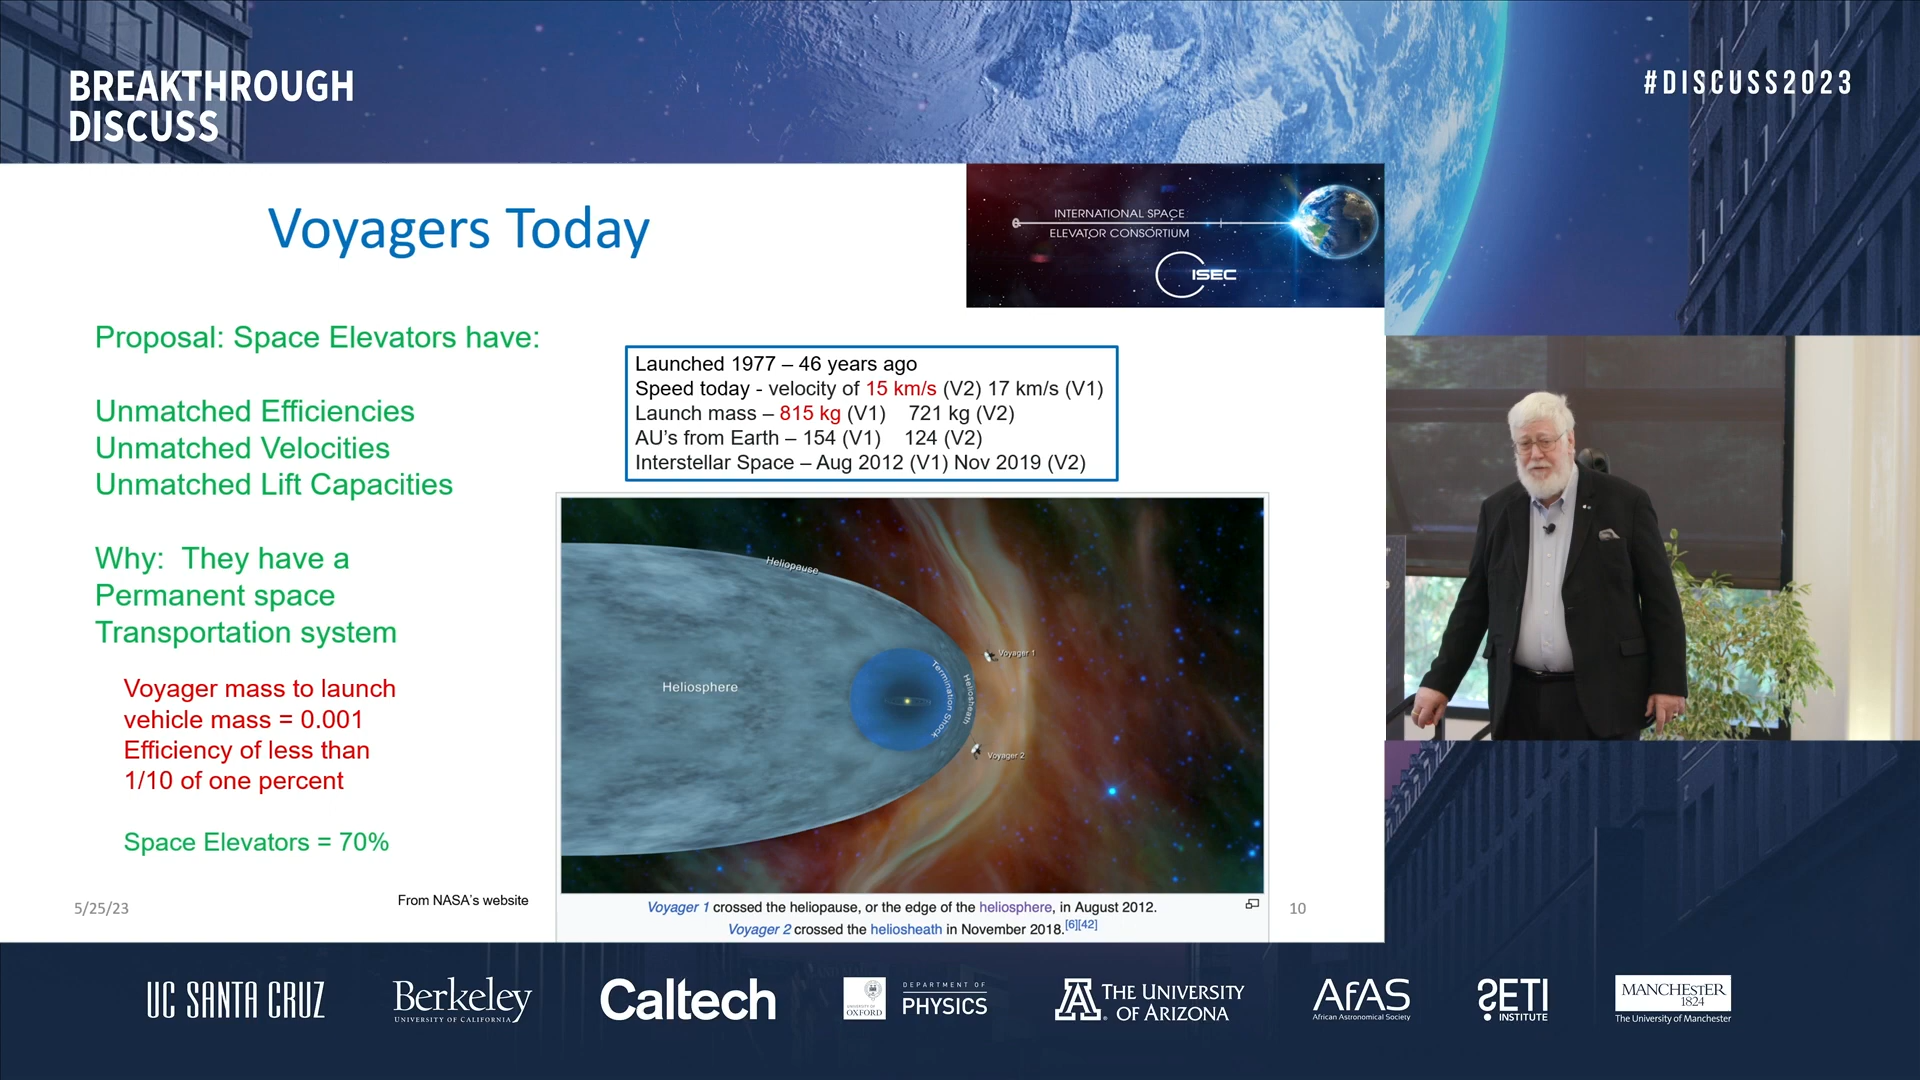 BREAKTHROUGH
DISCUSS
#DISCUSS2023
Voyagers Today
INTERNATIONAL SPACE
ELEVATOR CONSORTIUM
ISEC
Proposal: Space Elevators have:
Unmatched Efficiencies
Unmatched Velocities
Unmatched Lift Capacities
Why:  They have a
Permanent space
Transportation system
Voyager mass to launch
vehicle mass = 0.001
Efficiency of less than
1/10 of one percent
Space Elevators = 70%
Launched 1977 – 46 years ago
Speed today - velocity of 15 km/s (V2) 17 km/s (V1)
Launch mass – 815 kg (V1)    721 kg (V2)
AU's from Earth – 154 (V1)    124 (V2)
Interstellar Space – Aug 2012 (V1) Nov 2019 (V2)
Heliopause
Heliosphere
Termination Shock
Heliosheath
Voyager 1
Voyager 2
Voyager 1 crossed the heliopause, or the edge of the heliosphere, in August 2012.
Voyager 2 crossed the heliosheath in November 2018.[6][42]
From NASA's website
5/25/23
10
UC SANTA CRUZ
Berkeley
UNIVERSITY OF CALIFORNIA
Caltech
UNIVERSITY OF
OXFORD
DEPARTMENT OF
PHYSICS
A
THE UNIVERSITY
OF ARIZONA
AfAS
African Astronomical Society
SETI
INSTITUTE
MANCHESTER
1824
The University of Manchester